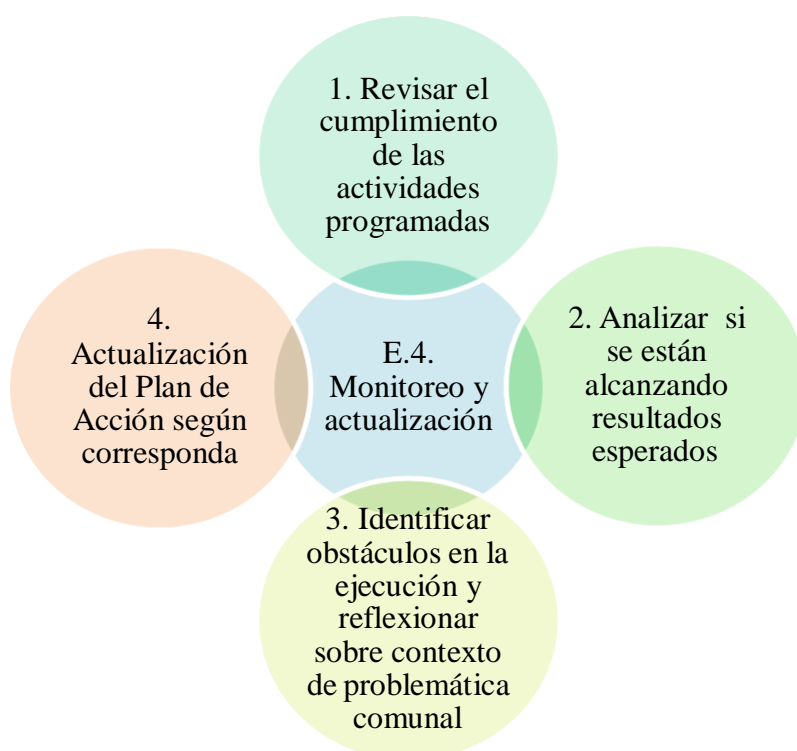 1. Revisar el
cumplimiento
de las
actividades
programadas
4.
Actualización
del Plan de
Acción según
corresponda
E.4.
Monitoreo y
actualización
2. Analizar si
se están
alcanzando
resultados
esperados
3. Identificar
obstáculos en la
ejecución y
reflexionar
sobre contexto
de problemática
comunal